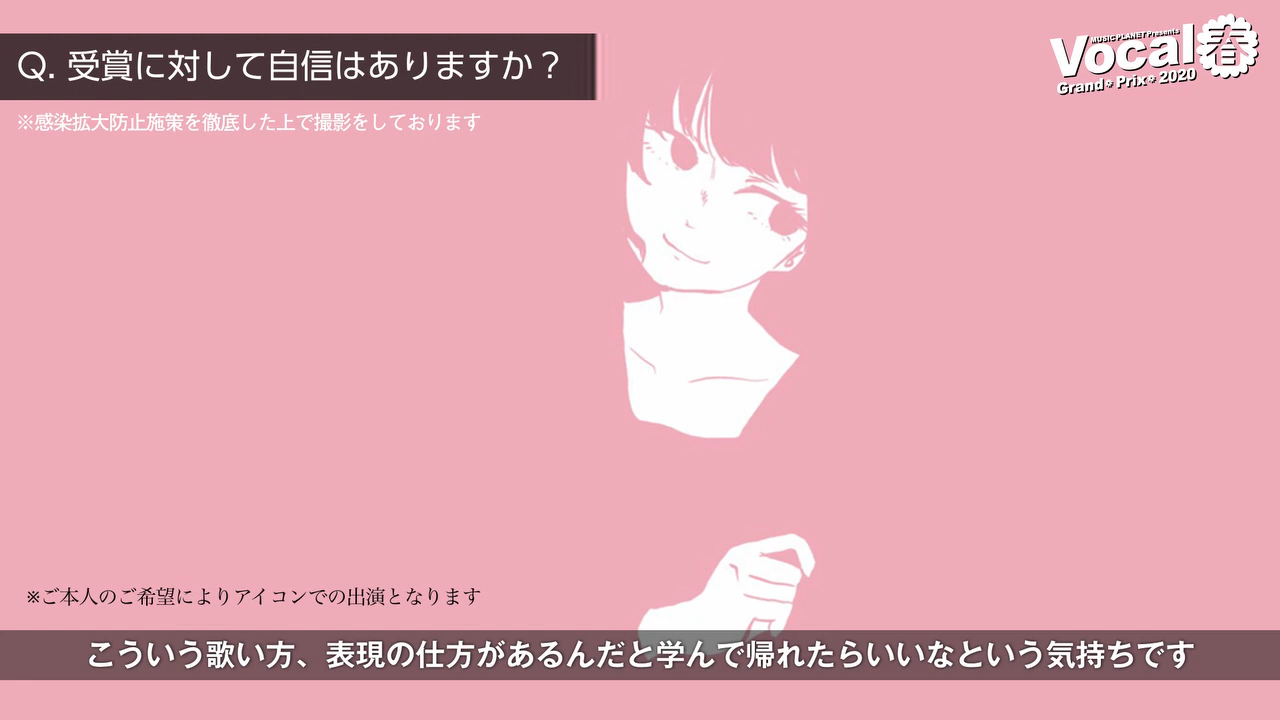 Q. 受賞に対して自信はありますか？
※感染拡大防止施策を徹底した上で撮影をしております
MUSIC PLANET Presents
Vocal春
Grand Prix 2020
※ご本人のご希望によりアイコンでの出演となります
こういう歌い方、表現の仕方があるんだと学んで帰れたらいいなという気持ちです